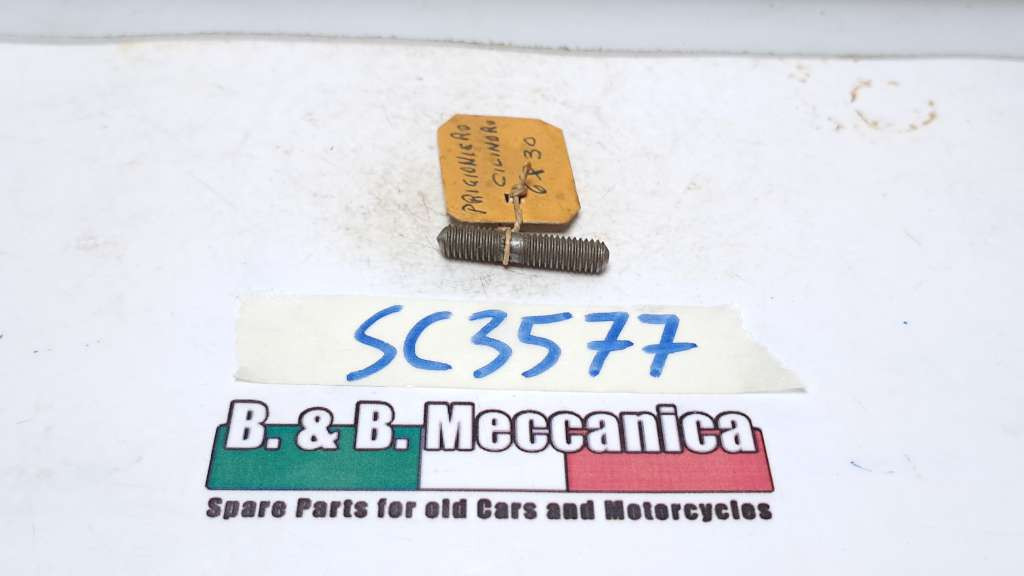 PRIGIONIERO
CILINDRO
6X30
SC3577
B. & B. Meccanica
Spare Parts for old Cars and Motorcycles